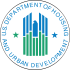 U.S. DEPARTMENT OF HOUSING
AND URBAN DEVELOPMENT